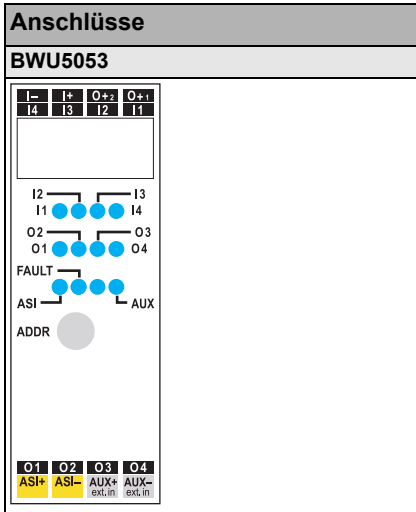 Anschlüsse
BWU5053
I– I+ O+₂ O+₁
I4 I3 I2 I1
I2 I3
I1 I4
O2 O3
O1 O4
FAULT
ASI AUX
ADDR
O1 O2 O3 O4
ASI+ ASI– AUX+ AUX–
ext.in ext.in